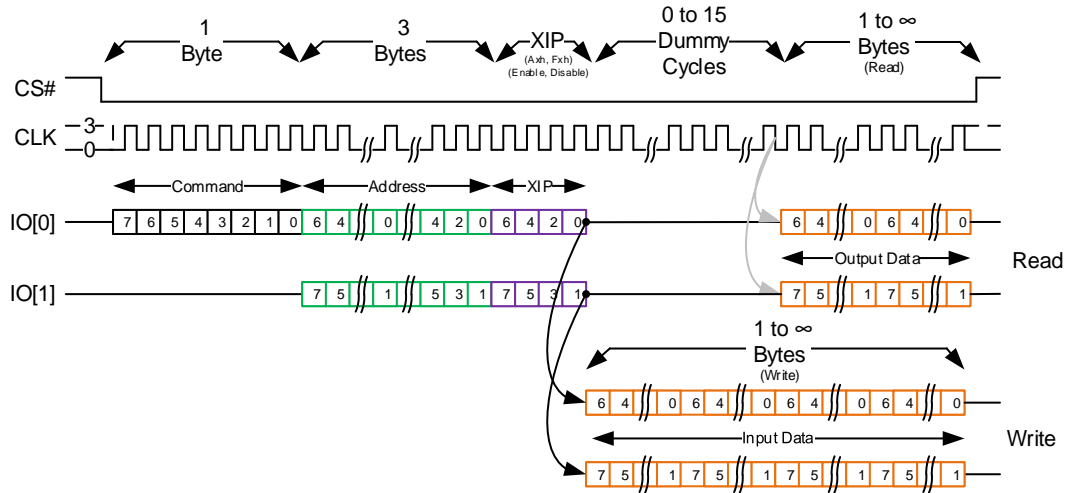 1
Byte
3
Bytes
XIP
(Axh, Fxh)
(Enable, Disable)
0 to 15
Dummy
Cycles
1 to ∞
Bytes
(Read)
CS#
CLK
3
0
Command
Address
XIP
IO[0]
7 6 5 4 3 2 1 0 6 4 0 4 2 0 6 4 2 0
6 4 0 6 4 0
Output Data
Read
IO[1]
7 5 1 5 3 1 7 5 3 1
7 5 1 7 5 1
1 to ∞
Bytes
(Write)
6 4 0 6 4 0 6 4 0 6 4 0
Input Data
Write
7 5 1 7 5 1 7 5 1 7 5 1